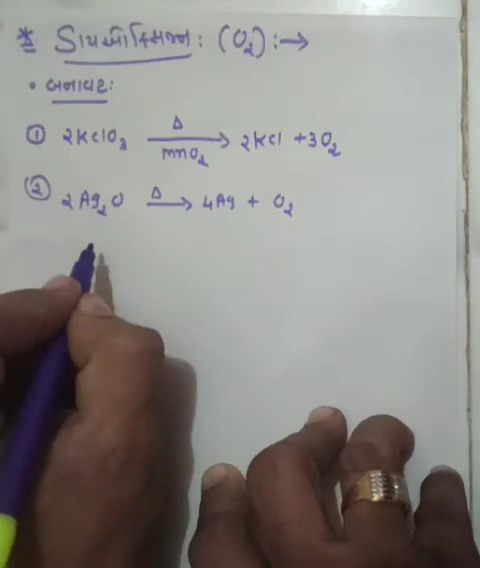 * ડાયઑક્સિજન : (O₂) :→
• બનાવટ:
① 2KClO₃ —Δ/MnO₂→ 2KCl + 3O₂
② 2Ag₂O —Δ→ 4Ag + O₂